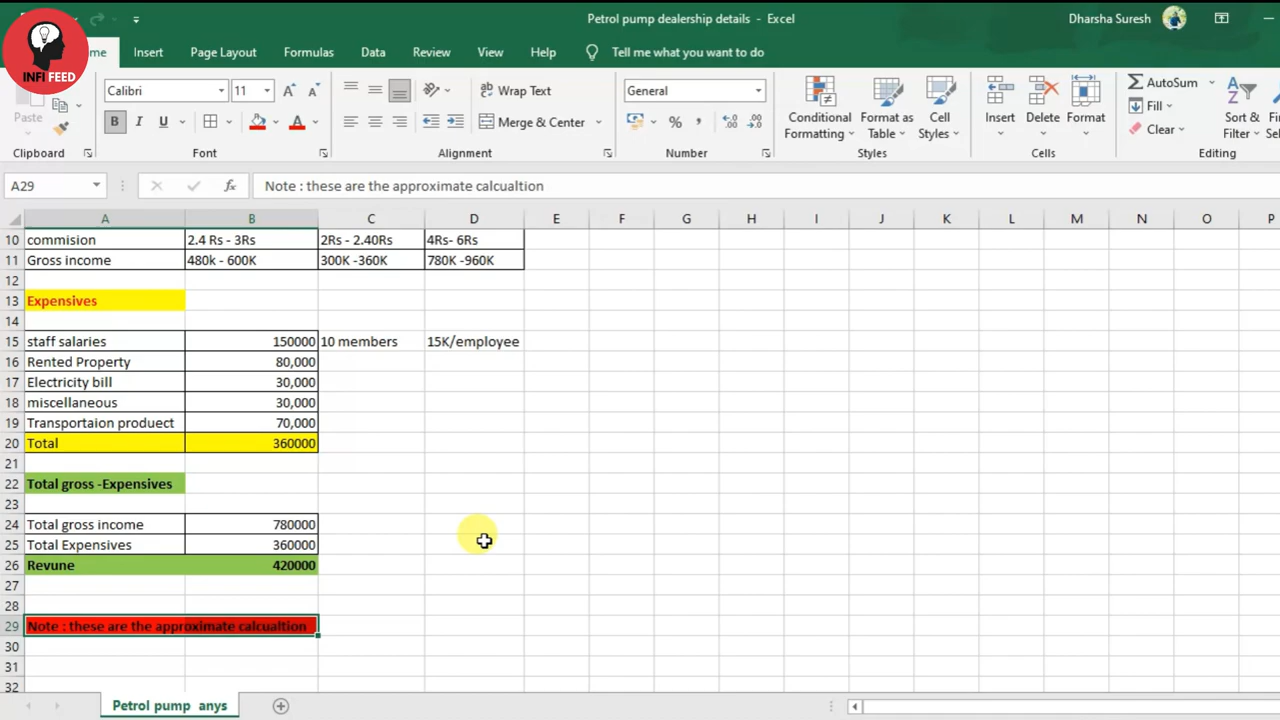 Petrol pump dealership details - Excel
Dharsha Suresh
INFI FEED
me
Insert
Page Layout
Formulas
Data
Review
View
Help
Tell me what you want to do
Paste
Calibri
11
Wrap Text
Merge & Center
General
Conditional Formatting
Format as Table
Cell Styles
Insert
Delete
Format
AutoSum
Fill
Clear
Sort & Filter
Clipboard
Font
Alignment
Number
Styles
Cells
Editing
A29
Note : these are the approximate calcualtion
A B C D E F G H I J K L M N O P
10 commision 2.4 Rs - 3Rs 2Rs - 2.40Rs 4Rs- 6Rs
11 Gross income 480k - 600K 300K -360K 780K -960K
12
13 Expensives
14
15 staff salaries 150000 10 members 15K/employee
16 Rented Property 80,000
17 Electricity bill 30,000
18 miscellaneous 30,000
19 Transportaion produect 70,000
20 Total 360000
21
22 Total gross -Expensives
23
24 Total gross income 780000
25 Total Expensives 360000
26 Revune 420000
27
28
29 Note : these are the approximate calcualtion
30
31
32
Petrol pump anys